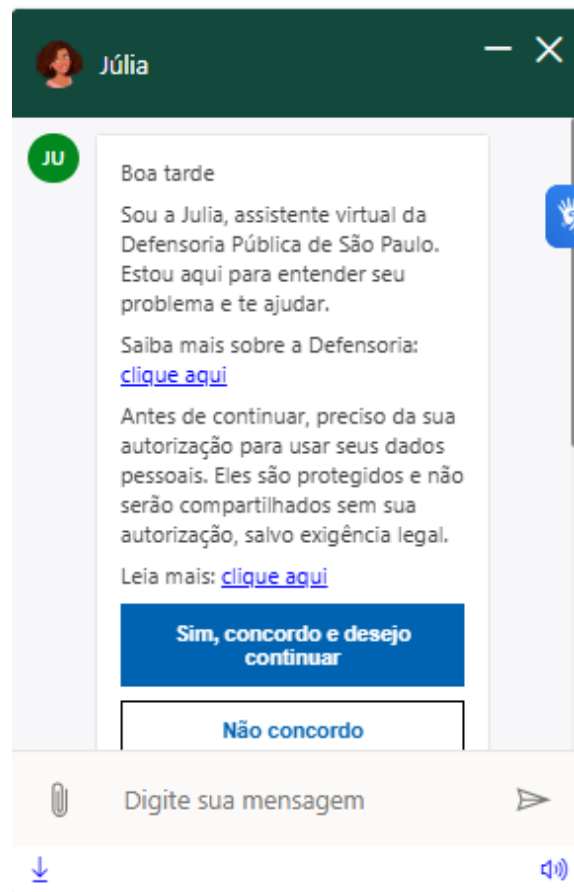 Júlia
JU
Boa tarde
Sou a Julia, assistente virtual da
Defensoria Pública de São Paulo.
Estou aqui para entender seu
problema e te ajudar.
Saiba mais sobre a Defensoria:
clique aqui
Antes de continuar, preciso da sua
autorização para usar seus dados
pessoais. Eles são protegidos e não
serão compartilhados sem sua
autorização, salvo exigência legal.
Leia mais: clique aqui
Sim, concordo e desejo
continuar
Não concordo
Digite sua mensagem